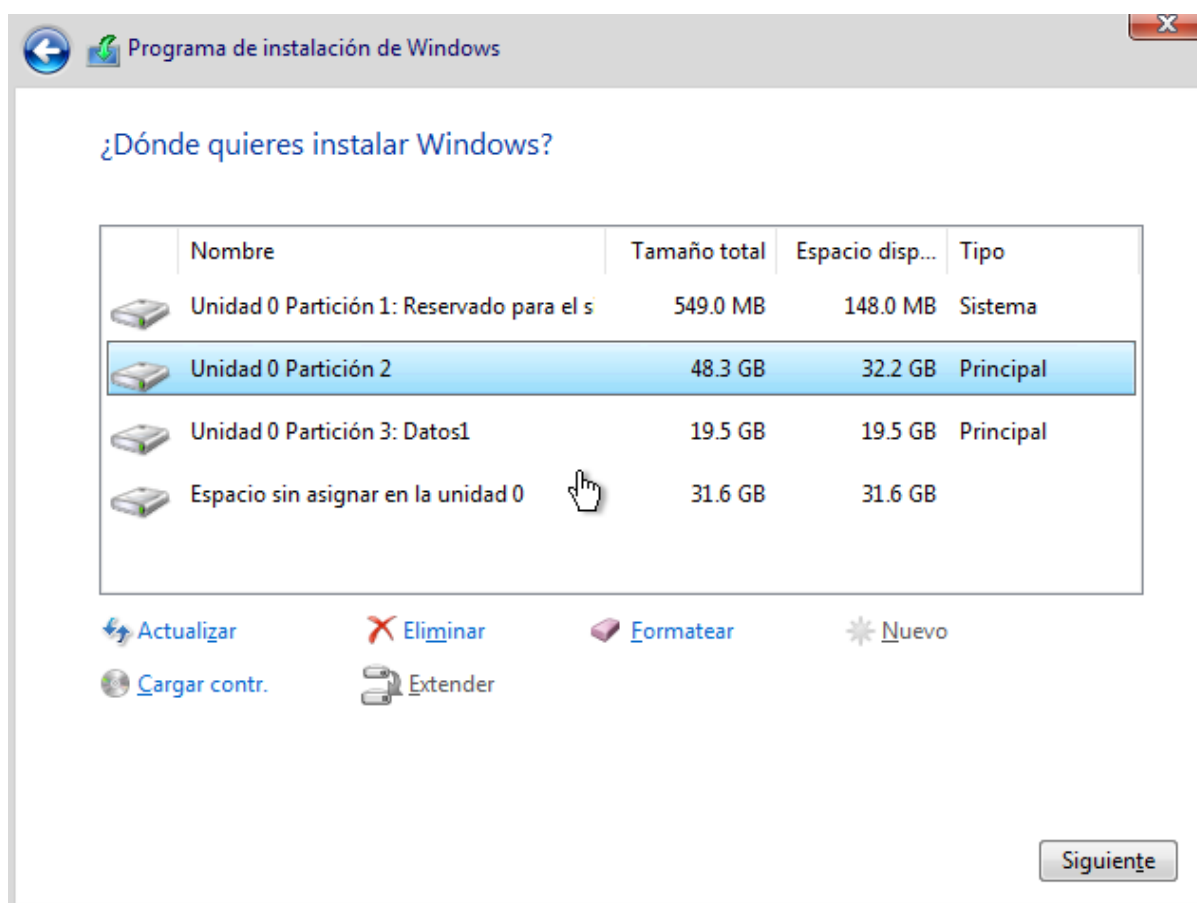 Programa de instalación de Windows
¿Dónde quieres instalar Windows?
Nombre Tamaño total Espacio disp... Tipo
Unidad 0 Partición 1: Reservado para el s 549.0 MB 148.0 MB Sistema
Unidad 0 Partición 2 48.3 GB 32.2 GB Principal
Unidad 0 Partición 3: Datos1 19.5 GB 19.5 GB Principal
Espacio sin asignar en la unidad 0 31.6 GB 31.6 GB
Actualizar Eliminar Formatear Nuevo
Cargar contr. Extender
Siguiente